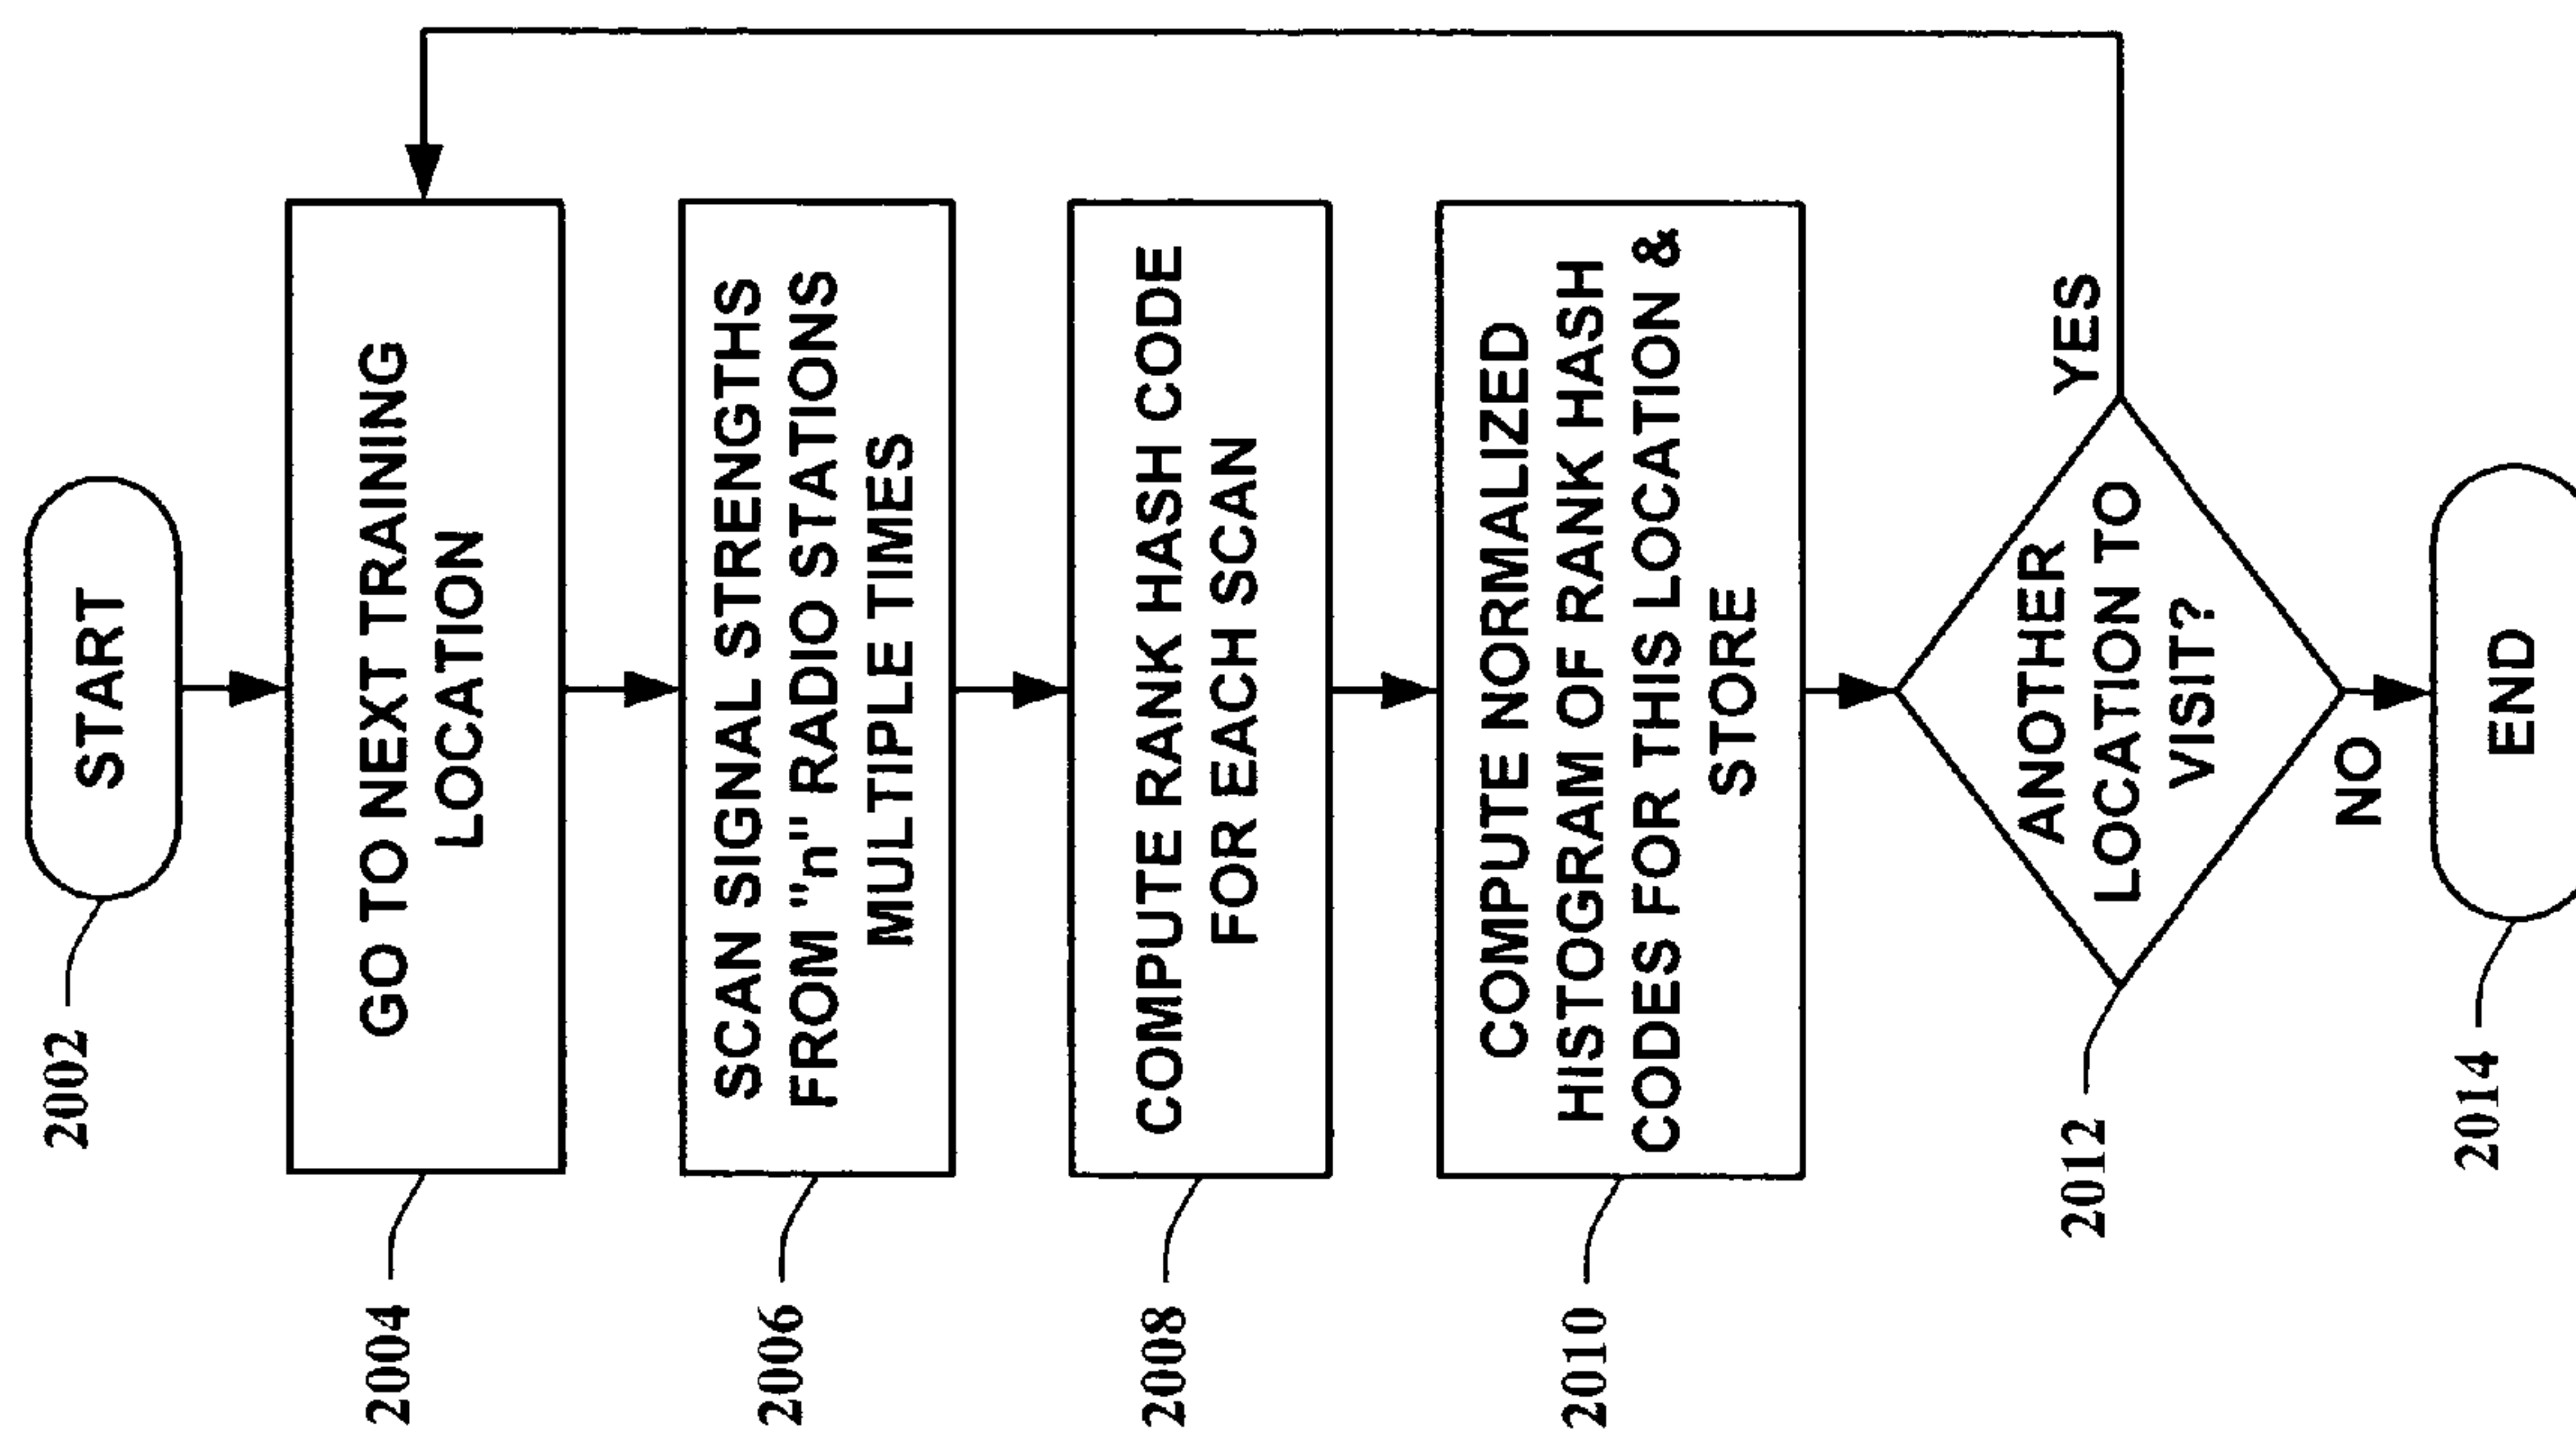 START
2002
GO TO NEXT TRAINING
LOCATION
2004
SCAN SIGNAL STRENGTHS
FROM "n" RADIO STATIONS
MULTIPLE TIMES
2006
COMPUTE RANK HASH CODE
FOR EACH SCAN
2008
COMPUTE NORMALIZED
HISTOGRAM OF RANK HASH
CODES FOR THIS LOCATION &
STORE
2010
ANOTHER
LOCATION TO
VISIT?
YES
2012
NO
END
2014